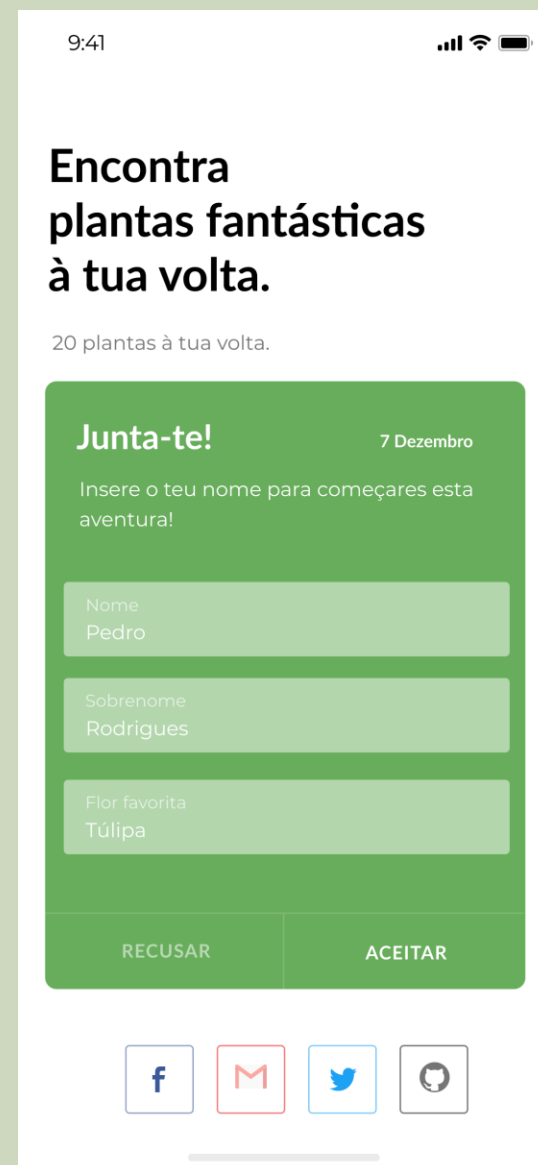 9:41
Encontra
plantas fantásticas
à tua volta.
20 plantas à tua volta.
Junta-te!
7 Dezembro
Insere o teu nome para começares esta
aventura!
Nome
Pedro
Sobrenome
Rodrigues
Flor favorita
Túlipa
RECUSAR
ACEITAR